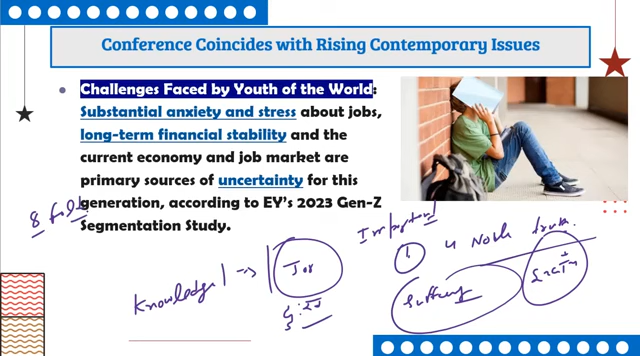 Conference Coincides with Rising Contemporary Issues
Challenges Faced by Youth of the World:
Substantial anxiety and stress about jobs,
long-term financial stability and the
current economy and job market are
primary sources of uncertainty for this
generation, according to EY's 2023 Gen-Z
Segmentation Study.
8
4 Noble truth.
Knowledge
Suffering